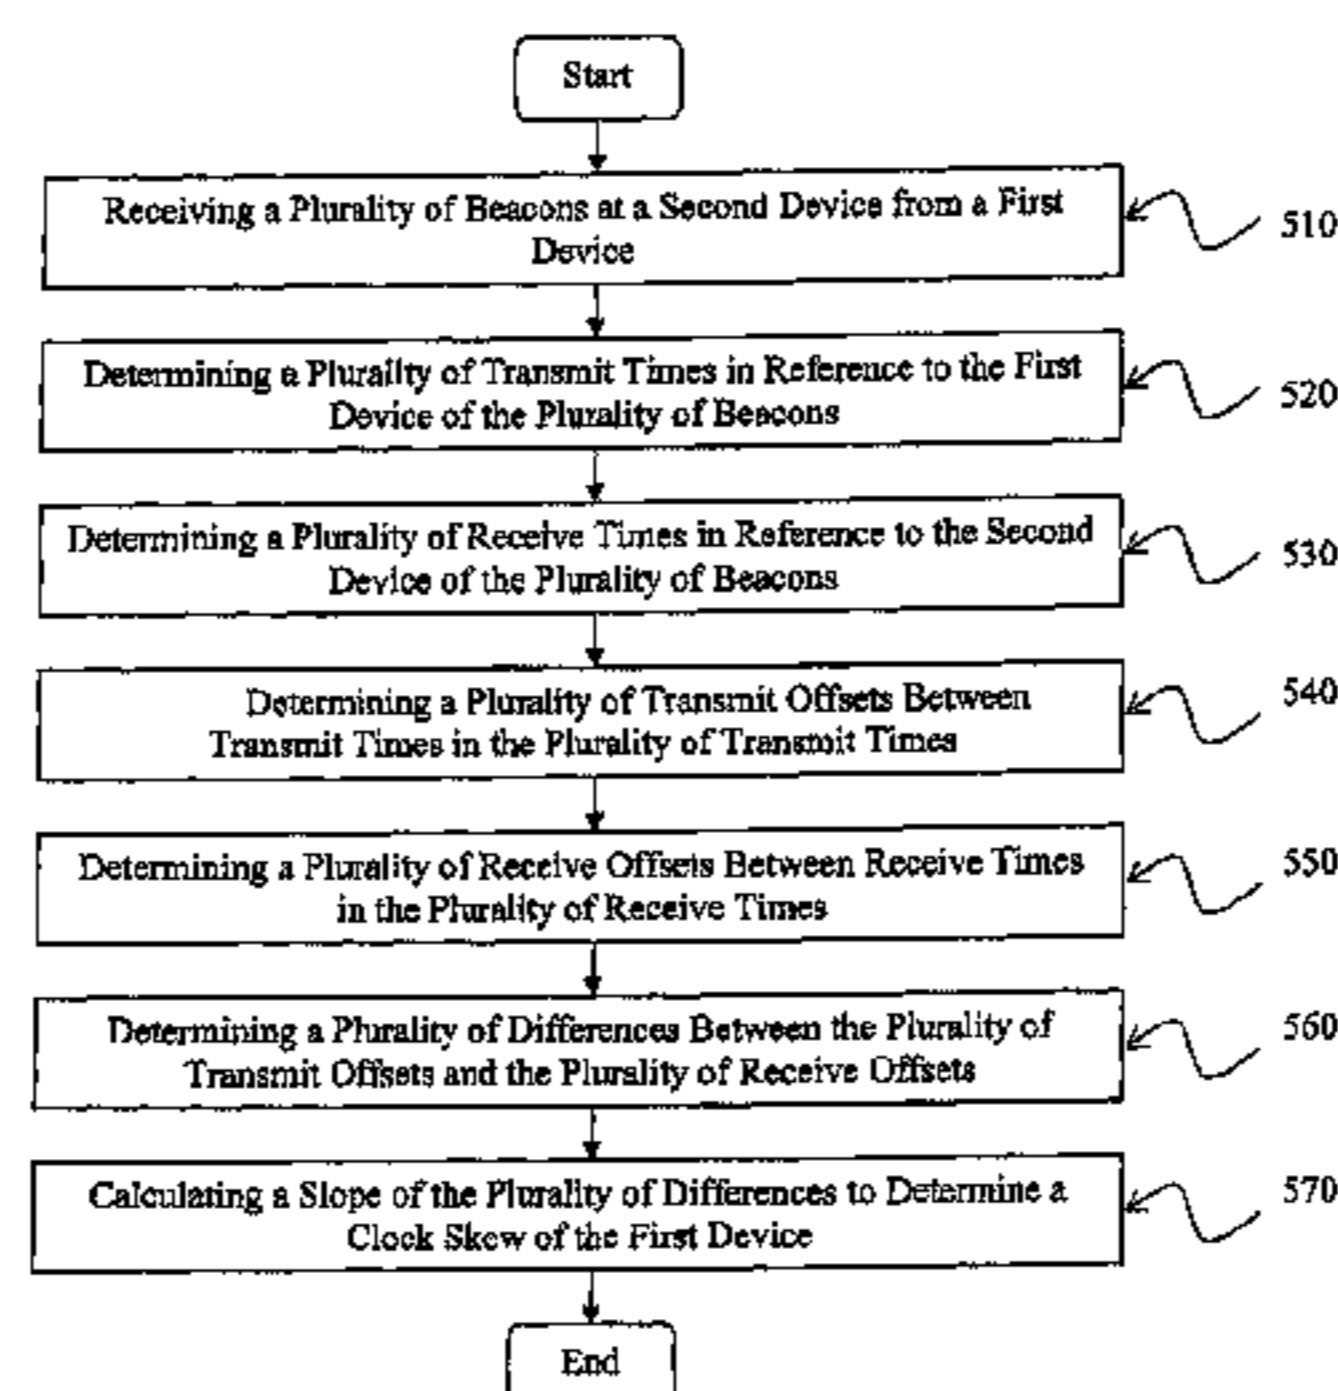 Start
Receiving a Plurality of Beacons at a Second Device from a First
Device
510
Determining a Plurality of Transmit Times in Reference to the First
Device of the Plurality of Beacons
520
Determining a Plurality of Receive Times in Reference to the Second
Device of the Plurality of Beacons
530
Determining a Plurality of Transmit Offsets Between
Transmit Times in the Plurality of Transmit Times
540
Determining a Plurality of Receive Offsets Between Receive Times
in the Plurality of Receive Times
550
Determining a Plurality of Differences Between the Plurality of
Transmit Offsets and the Plurality of Receive Offsets
560
Calculating a Slope of the Plurality of Differences to Determine a
Clock Skew of the First Device
570
End